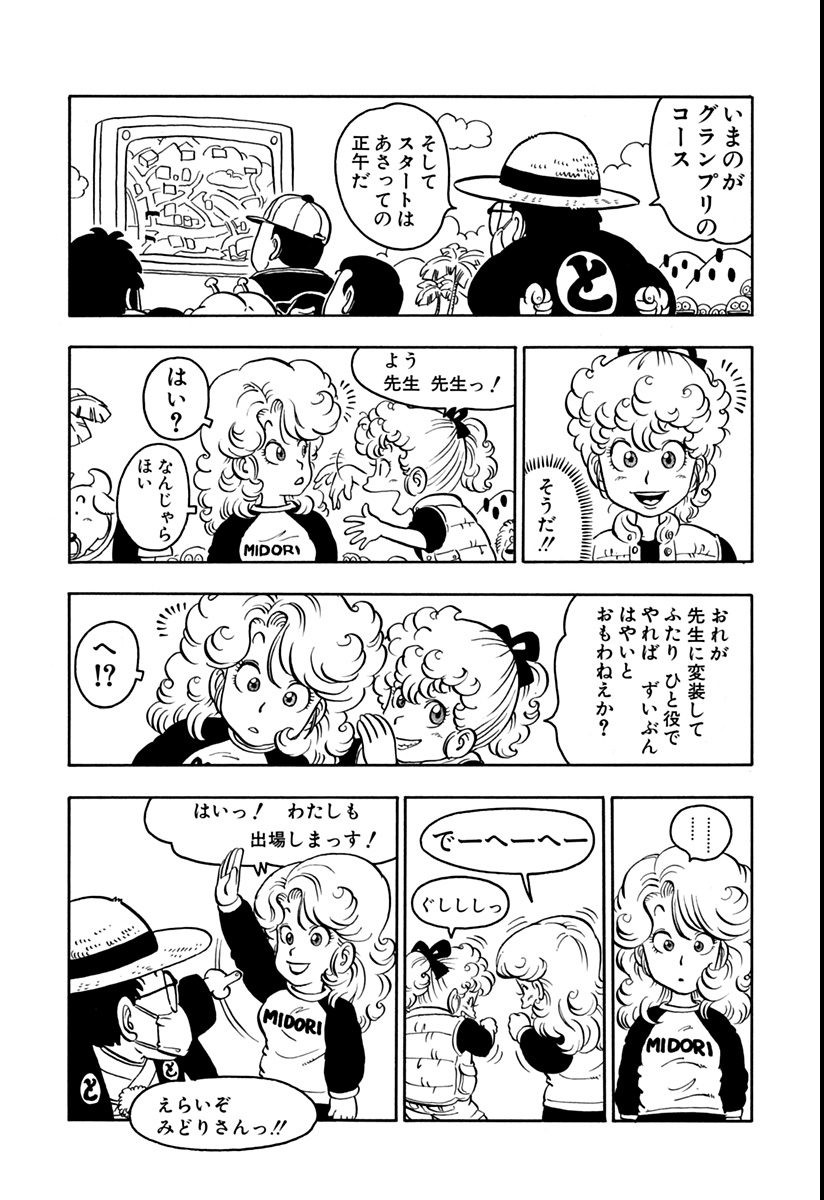 いまのが
グランプリの
コース
そして
スタートは
あさっての
正午だ
と
そうだ!!
よう
先生 先生っ!
はい?
なんじゃら
ほい
MIDORI
おれが
先生に変装して
ふたり ひと役で
やれば ずいぶん
はやいと
おもわねえか?
へ!?
………
MIDORI
でーへーへー
ぐしししっ
はいっ! わたしも
出場しまっす!
MIDORI
と
と
えらいぞ
みどりさんっ!!